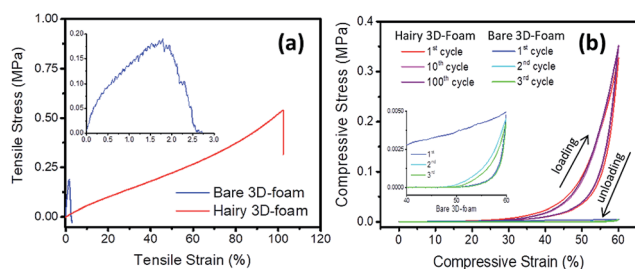 (a)
Tensile Stress (MPa)
1.00
0.75
0.50
0.25
0.00
0.20
0.15
0.10
0.05
0.00
0.0 0.5 1.0 1.5 2.0 2.5 3.0
Bare 3D-foam
Hairy 3D-foam
0 20 40 60 80 100 120
Tensile Strain (%)
(b)
Compressive Stress (MPa)
0.4
0.3
0.2
0.1
0.0
Hairy 3D-Foam Bare 3D-Foam
1st cycle 1st cycle
10th cycle 2nd cycle
100th cycle 3rd cycle
0.0050
0.0025
0.0000
1st
2nd
3rd
40 50 60
Bare 3D-foam
loading
unloading
0 10 20 30 40 50 60
Compressive Strain (%)